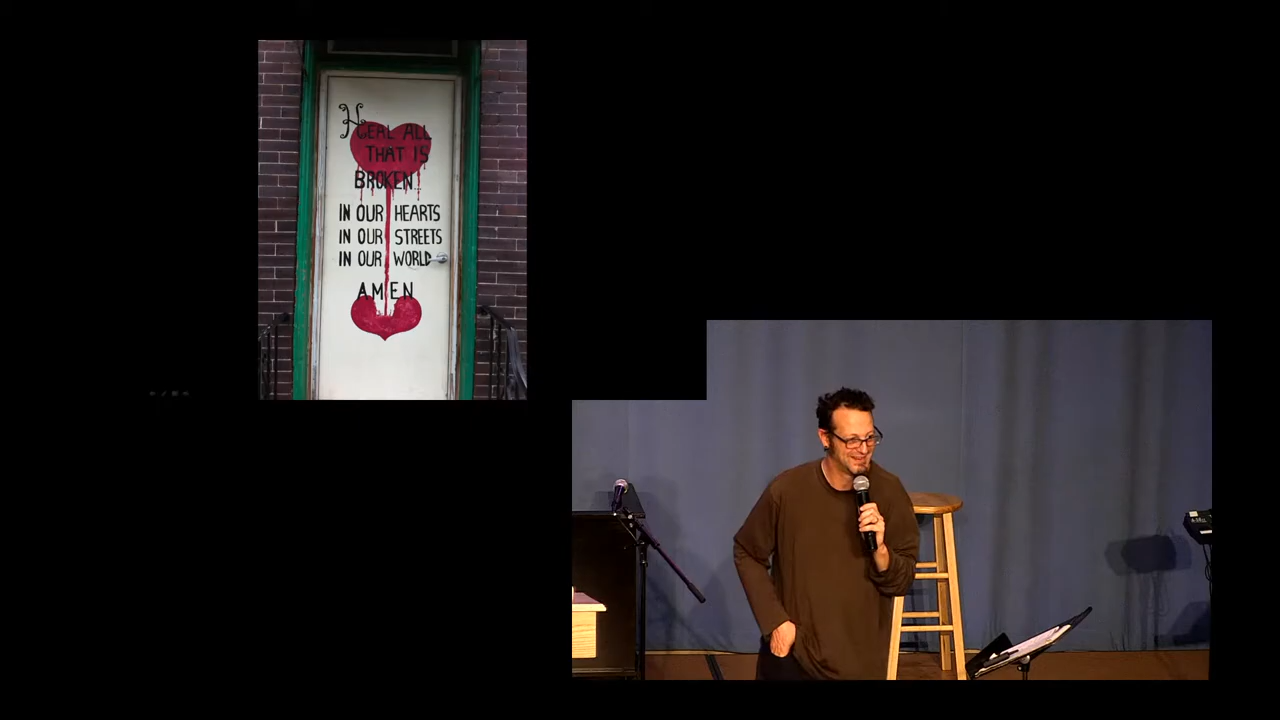 HEAL ALL
THAT IS
BROKEN!
IN OUR HEARTS
IN OUR STREETS
IN OUR WORLD
AMEN